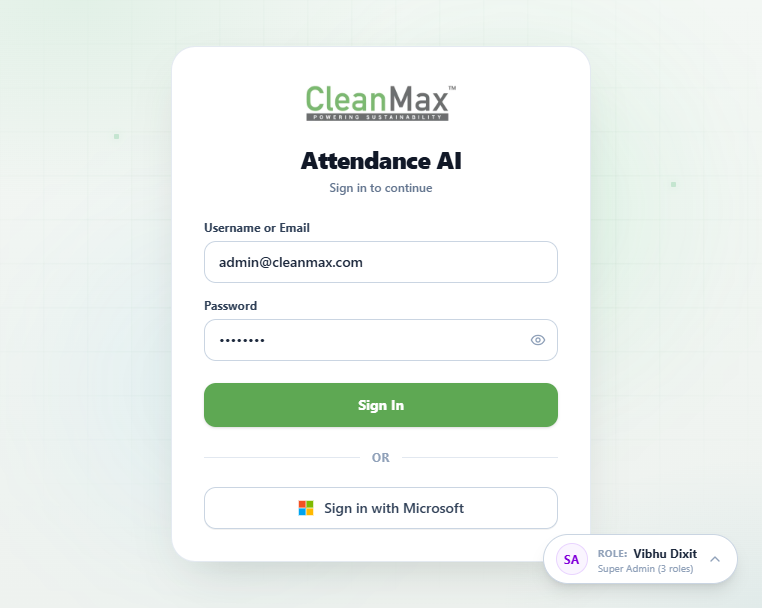 CleanMax™
POWERING SUSTAINABILITY
Attendance AI
Sign in to continue
Username or Email
admin@cleanmax.com
Password
••••••••
Sign In
OR
Sign in with Microsoft
SA
ROLE: Vibhu Dixit
Super Admin (3 roles)